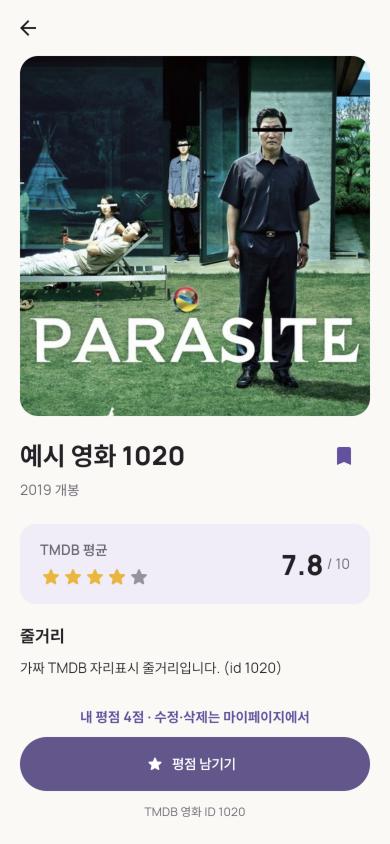 PARASITE
예시 영화 1020
2019 개봉
TMDB 평균
7.8 / 10
줄거리
가짜 TMDB 자리표시 줄거리입니다. (id 1020)
내 평점 4점 · 수정·삭제는 마이페이지에서
평점 남기기
TMDB 영화 ID 1020